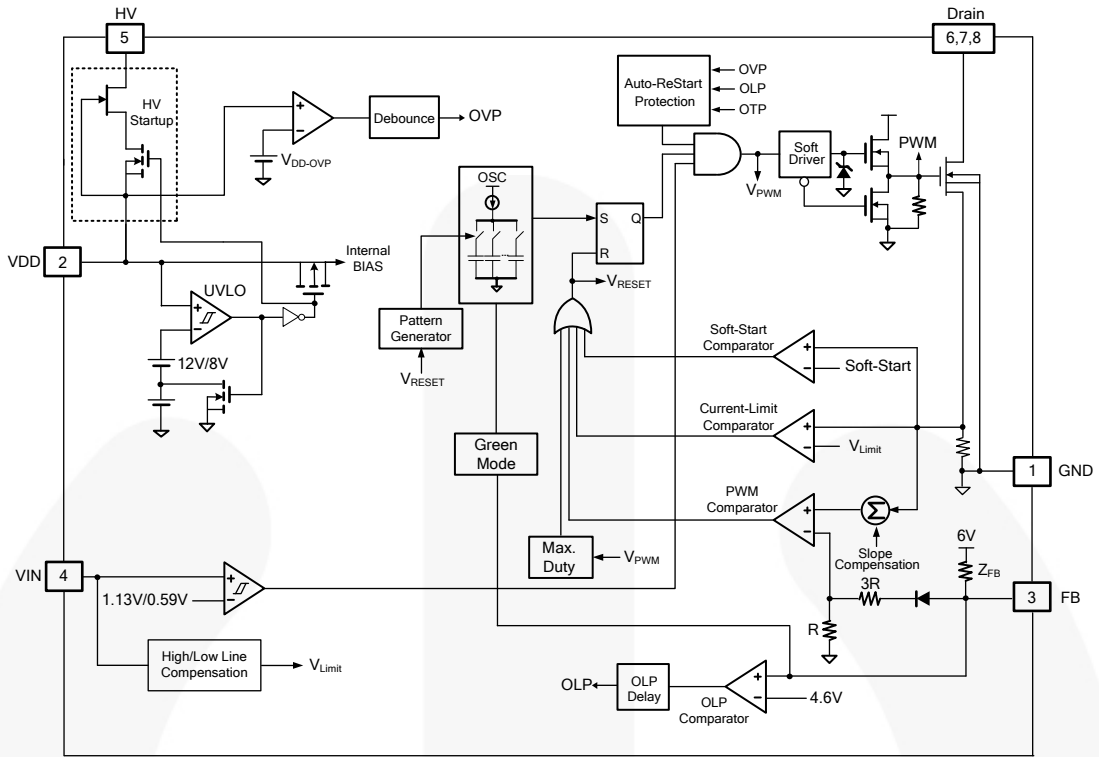 HV
Drain
5
6,7,8
HV
Startup
Auto-ReStart
Protection
OVP
OLP
OTP
+
−
Debounce
OVP
VDD-OVP
Soft
Driver
PWM
VPWM
OSC
S
Q
R
VRESET
VDD
2
Internal
BIAS
UVLO
+
−
12V/8V
Pattern
Generator
VRESET
Soft-Start
Comparator
+
−
Soft-Start
Current-Limit
Comparator
+
−
VLimit
Green
Mode
1
GND
PWM
Comparator
+
−
Σ
Slope
Compensation
Max.
Duty
VPWM
6V
ZFB
3R
3
FB
R
VIN
4
+
−
1.13V/0.59V
High/Low Line
Compensation
VLimit
OLP
OLP
Delay
+
−
4.6V
OLP
Comparator